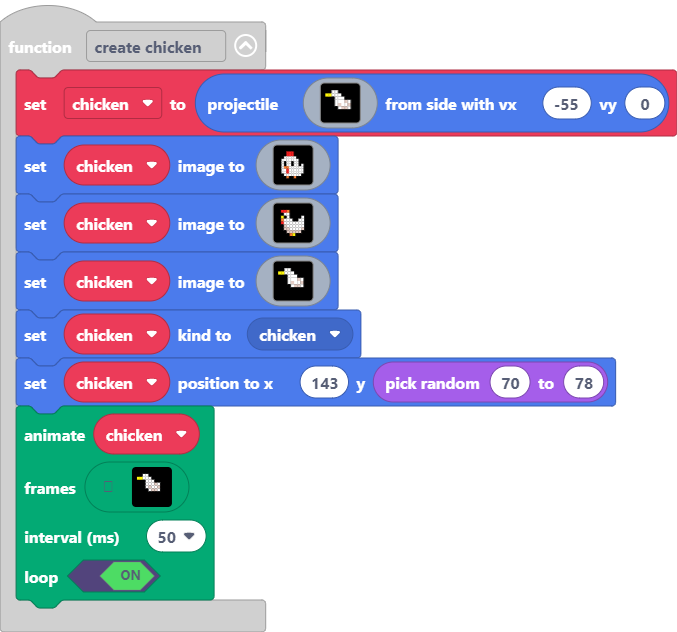 function create chicken
set chicken to projectile from side with vx -55 vy 0
set chicken image to
set chicken image to
set chicken image to
set chicken kind to chicken
set chicken position to x 143 y pick random 70 to 78
animate chicken
frames
interval (ms) 50
loop ON